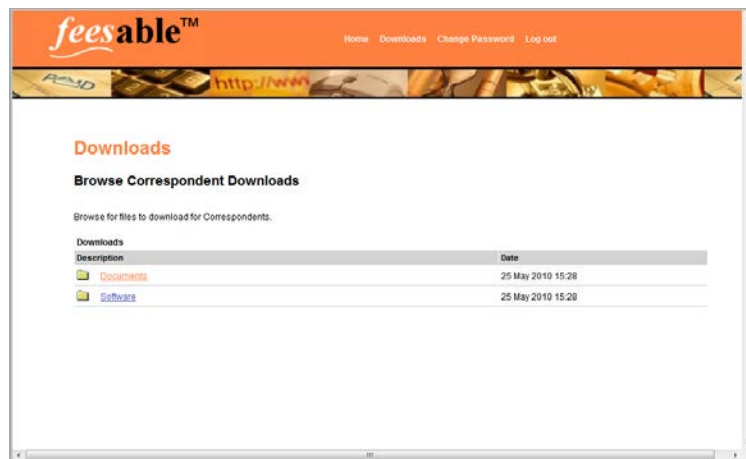 feesable™
Home Downloads Change Password Log out
http://www
Downloads
Browse Correspondent Downloads
Browse for files to download for Correspondents.
Downloads
Description Date
Documents 25 May 2010 15:28
Software 25 May 2010 15:28